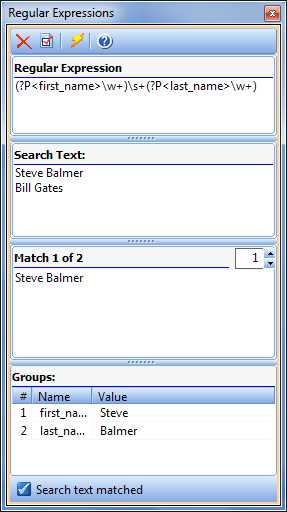 Regular Expressions
Regular Expression
(?P<first_name>\w+)\s+(?P<last_name>\w+)
Search Text:
Steve Balmer
Bill Gates
Match 1 of 2 1
Steve Balmer
Groups:
# Name Value
1 first_na... Steve
2 last_na... Balmer
Search text matched